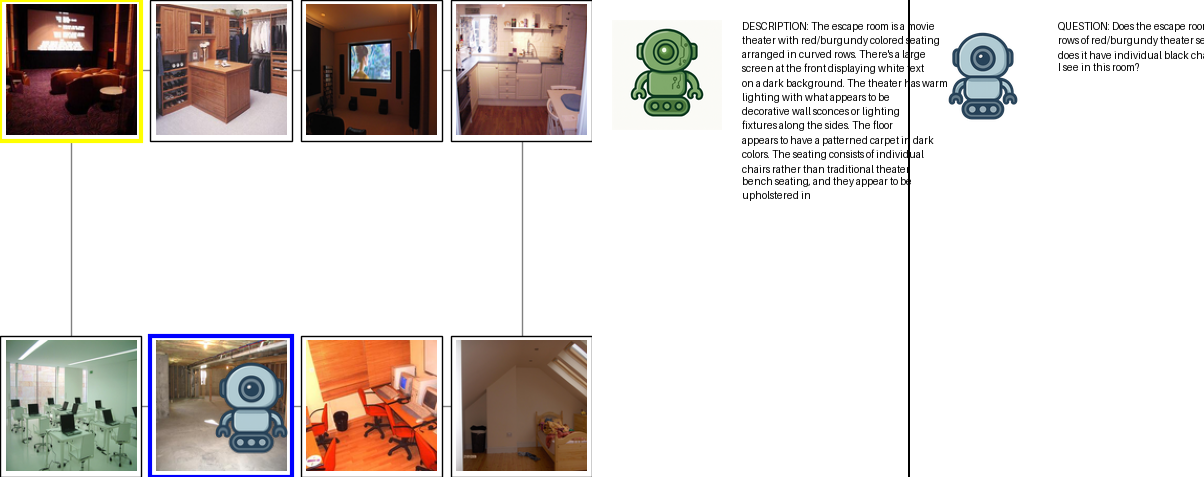 DESCRIPTION: The escape room is a movie
theater with red/burgundy colored seating
arranged in curved rows. There's a large
screen at the front displaying white text
on a dark background. The theater has warm
lighting with what appears to be
decorative wall sconces or lighting
fixtures along the sides. The floor
appears to have a patterned carpet in dark
colors. The seating consists of individual
chairs rather than traditional theater
bench seating, and they appear to be
upholstered in
QUESTION: Does the escape roo
rows of red/burgundy theater se
does it have individual black cha
I see in this room?